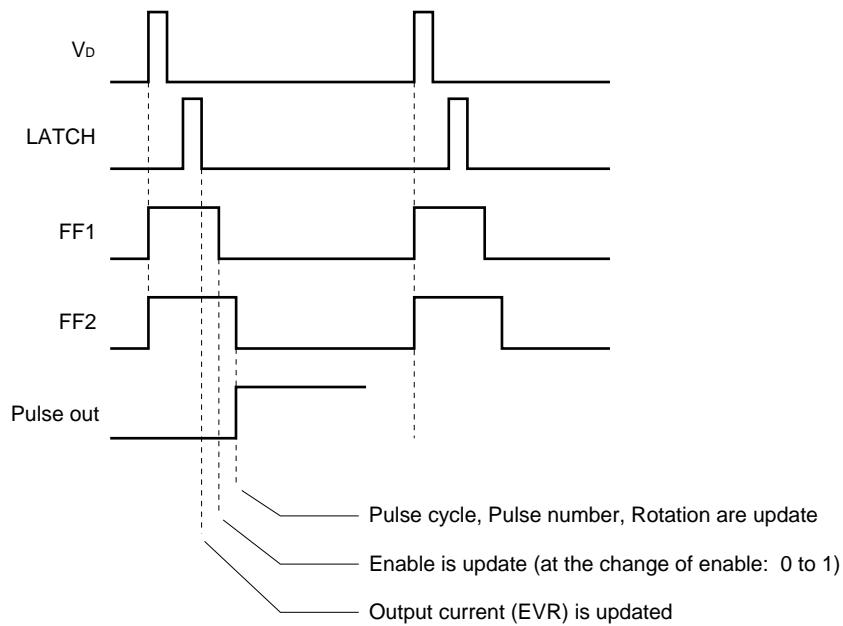 VD
LATCH
FF1
FF2
Pulse out
Pulse cycle, Pulse number, Rotation are update
Enable is update (at the change of enable: 0 to 1)
Output current (EVR) is updated